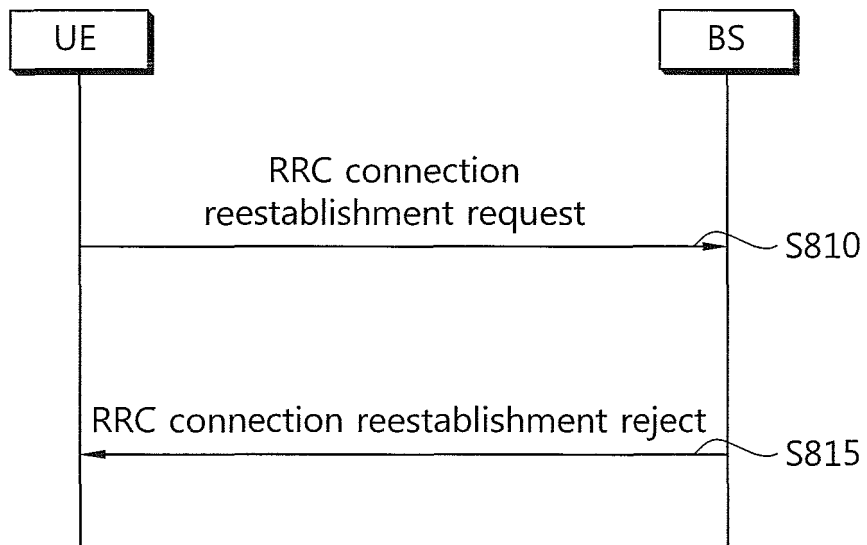 UE
BS
RRC connection
reestablishment request
S810
RRC connection reestablishment reject
S815